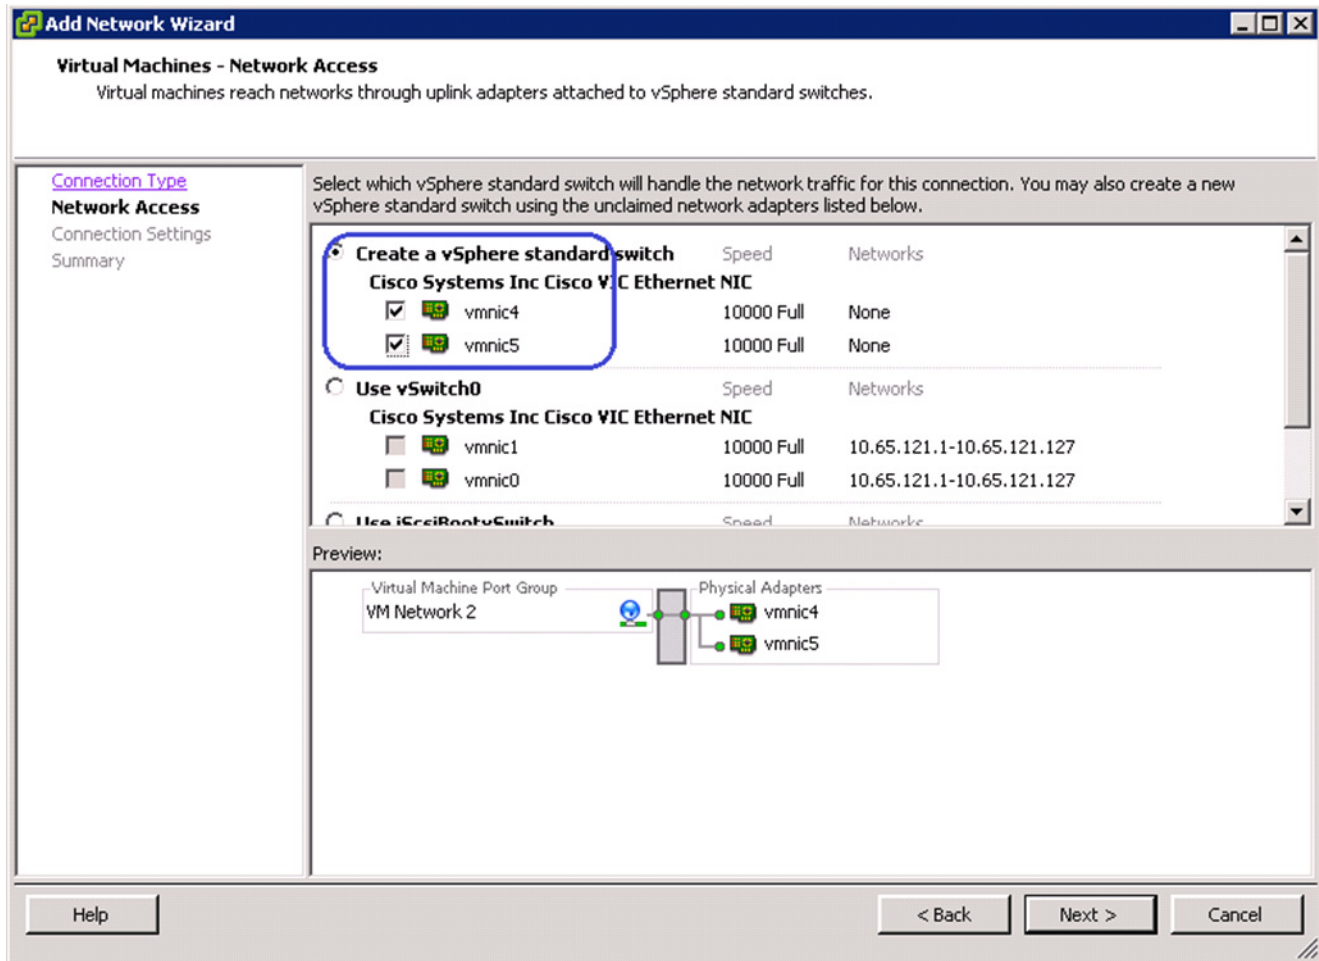 Add Network Wizard
Virtual Machines - Network Access
Virtual machines reach networks through uplink adapters attached to vSphere standard switches.
Connection Type
Network Access
Connection Settings
Summary
Select which vSphere standard switch will handle the network traffic for this connection. You may also create a new
vSphere standard switch using the unclaimed network adapters listed below.
Create a vSphere standard switch Speed Networks
Cisco Systems Inc Cisco VIC Ethernet NIC
vmnic4 10000 Full None
vmnic5 10000 Full None
Use vSwitch0 Speed Networks
Cisco Systems Inc Cisco VIC Ethernet NIC
vmnic1 10000 Full 10.65.121.1-10.65.121.127
vmnic0 10000 Full 10.65.121.1-10.65.121.127
Use iScsiBootvSwitch Speed Networks
Preview:
Virtual Machine Port Group Physical Adapters
VM Network 2 vmnic4
vmnic5
Help < Back Next > Cancel